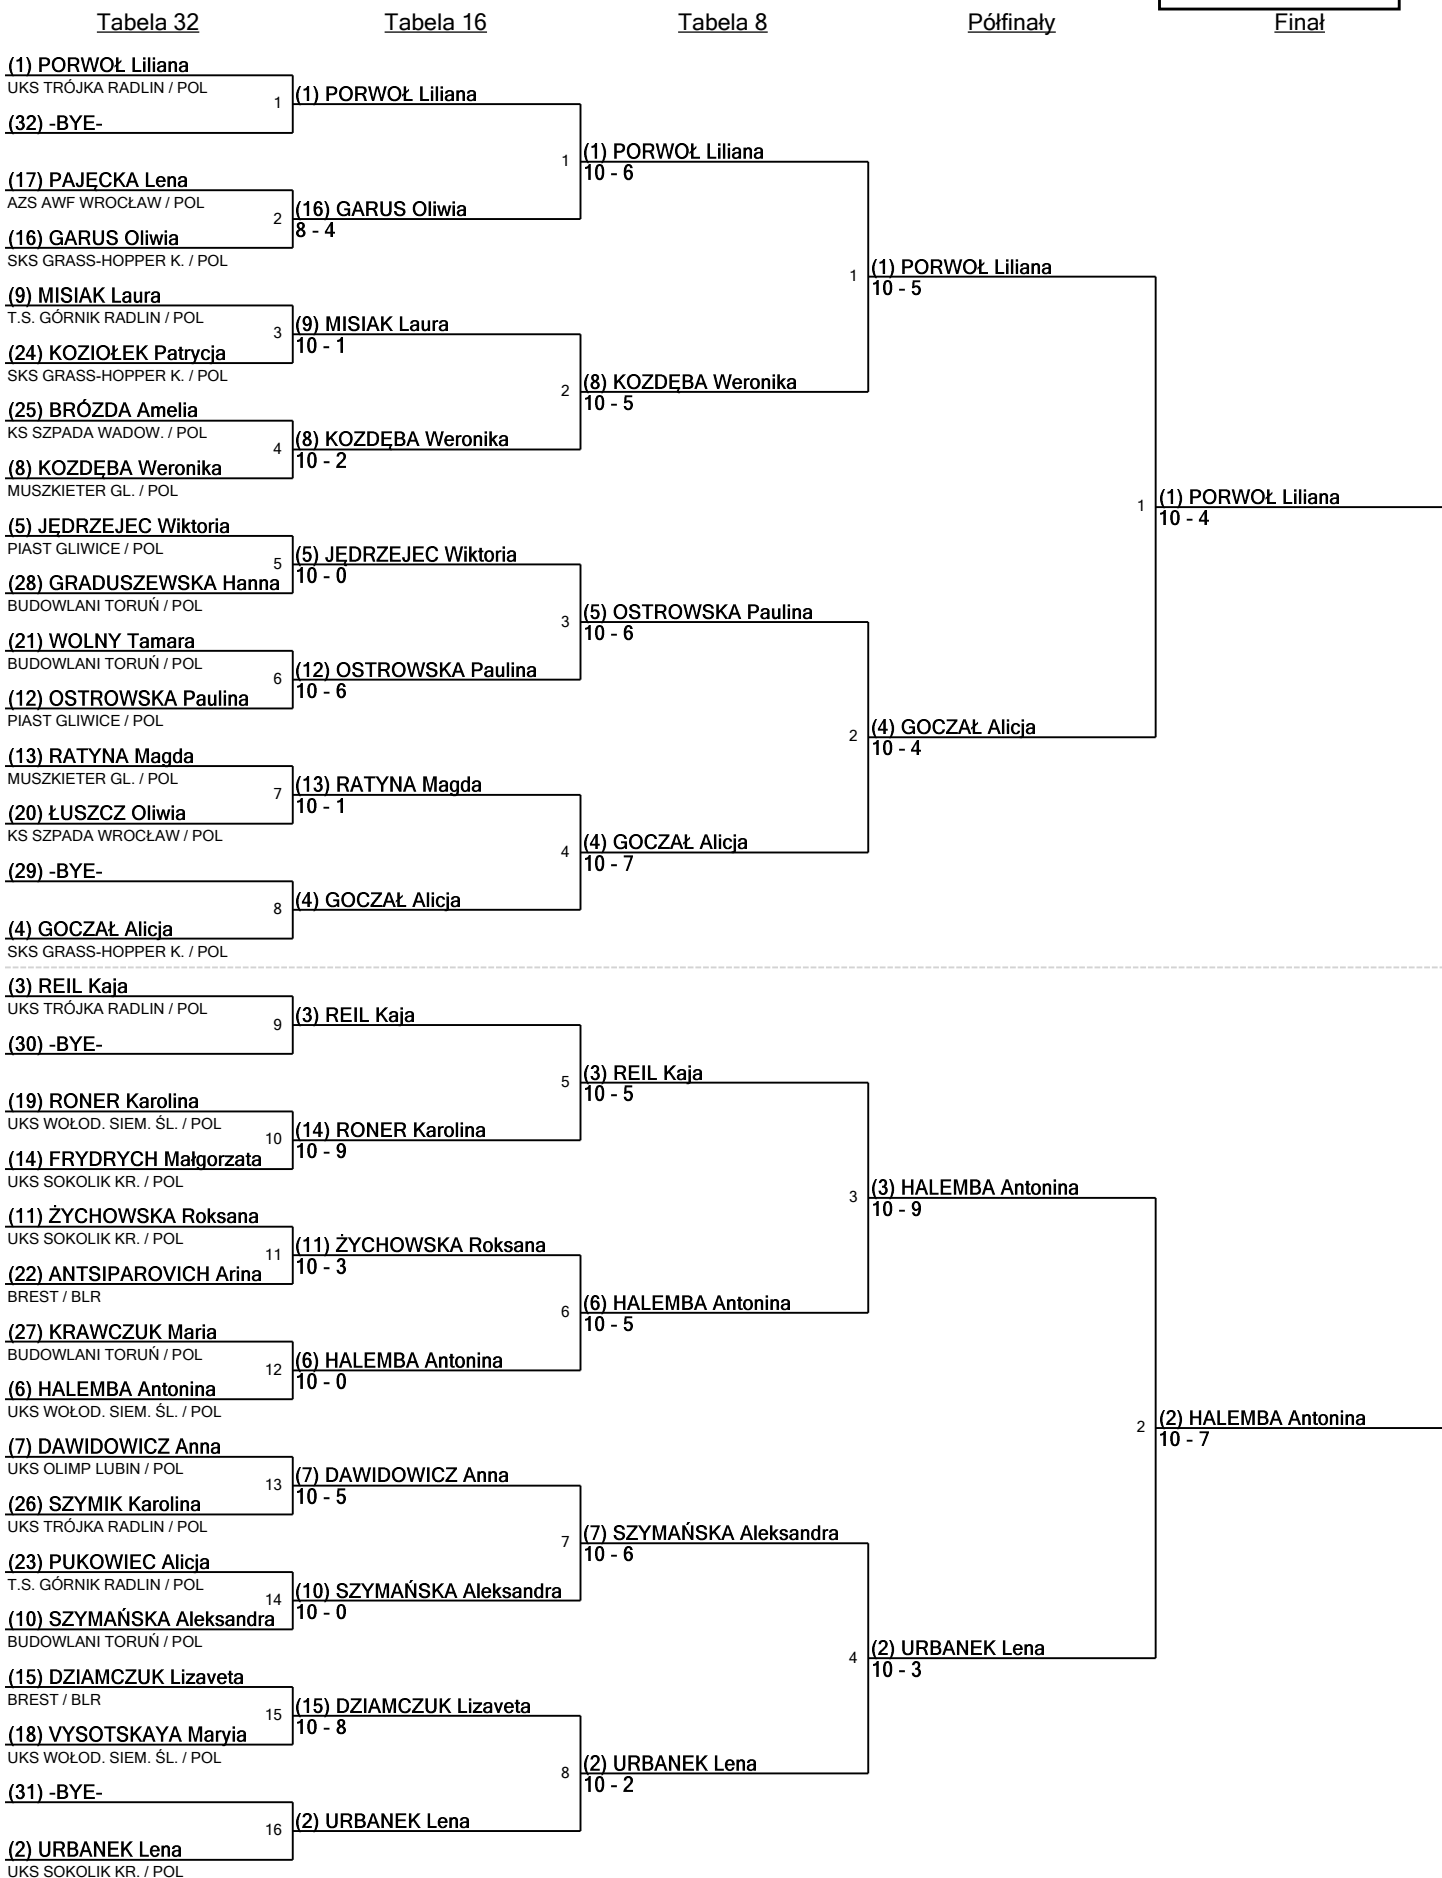 Tabela 32
Tabela 16
Tabela 8
Półfinały
Finał
(1) PORWOŁ Liliana
UKS TRÓJKA RADLIN / POL
1
(32) -BYE-
(17) PAJĘCKA Lena
AZS AWF WROCŁAW / POL
2
(16) GARUS Oliwia
SKS GRASS-HOPPER K. / POL
(9) MISIAK Laura
T.S. GÓRNIK RADLIN / POL
3
(24) KOZIOŁEK Patrycja
SKS GRASS-HOPPER K. / POL
(25) BRÓZDA Amelia
KS SZPADA WADOW. / POL
4
(8) KOZDĘBA Weronika
MUSZKIETER GL. / POL
(5) JĘDRZEJEC Wiktoria
PIAST GLIWICE / POL
5
(28) GRADUSZEWSKA Hanna
BUDOWLANI TORUŃ / POL
(21) WOLNY Tamara
BUDOWLANI TORUŃ / POL
6
(12) OSTROWSKA Paulina
PIAST GLIWICE / POL
(13) RATYNA Magda
MUSZKIETER GL. / POL
7
(20) ŁUSZCZ Oliwia
KS SZPADA WROCŁAW / POL
(29) -BYE-
8
(4) GOCZAŁ Alicja
SKS GRASS-HOPPER K. / POL
(3) REIL Kaja
UKS TRÓJKA RADLIN / POL
9
(30) -BYE-
(19) RONER Karolina
UKS WOŁOD. SIEM. ŚL. / POL
10
(14) FRYDRYCH Małgorzata
UKS SOKOLIK KR. / POL
(11) ŻYCHOWSKA Roksana
UKS SOKOLIK KR. / POL
11
(22) ANTSIPAROVICH Arina
BREST / BLR
(27) KRAWCZUK Maria
BUDOWLANI TORUŃ / POL
12
(6) HALEMBA Antonina
UKS WOŁOD. SIEM. ŚL. / POL
(7) DAWIDOWICZ Anna
UKS OLIMP LUBIN / POL
13
(26) SZYMIK Karolina
UKS TRÓJKA RADLIN / POL
(23) PUKOWIEC Alicja
T.S. GÓRNIK RADLIN / POL
14
(10) SZYMAŃSKA Aleksandra
BUDOWLANI TORUŃ / POL
(15) DZIAMCZUK Lizaveta
BREST / BLR
15
(18) VYSOTSKAYA Maryia
UKS WOŁOD. SIEM. ŚL. / POL
(31) -BYE-
16
(2) URBANEK Lena
UKS SOKOLIK KR. / POL
(1) PORWOŁ Liliana
1
(16) GARUS Oliwia
8 - 4
(9) MISIAK Laura
10 - 1
2
(8) KOZDĘBA Weronika
10 - 2
(5) JĘDRZEJEC Wiktoria
10 - 0
3
(12) OSTROWSKA Paulina
10 - 6
(13) RATYNA Magda
10 - 1
4
(4) GOCZAŁ Alicja
(3) REIL Kaja
5
(14) RONER Karolina
10 - 9
(11) ŻYCHOWSKA Roksana
10 - 3
6
(6) HALEMBA Antonina
10 - 0
(7) DAWIDOWICZ Anna
10 - 5
7
(10) SZYMAŃSKA Aleksandra
10 - 0
(15) DZIAMCZUK Lizaveta
10 - 8
8
(2) URBANEK Lena
(1) PORWOŁ Liliana
10 - 6
1
(8) KOZDĘBA Weronika
10 - 5
(5) OSTROWSKA Paulina
10 - 6
2
(4) GOCZAŁ Alicja
10 - 7
(3) REIL Kaja
10 - 5
3
(6) HALEMBA Antonina
10 - 5
(7) SZYMAŃSKA Aleksandra
10 - 6
4
(2) URBANEK Lena
10 - 2
(1) PORWOŁ Liliana
10 - 5
1
(4) GOCZAŁ Alicja
10 - 4
(3) HALEMBA Antonina
10 - 9
2
(2) URBANEK Lena
10 - 3
(1) PORWOŁ Liliana
10 - 4
(2) HALEMBA Antonina
10 - 7